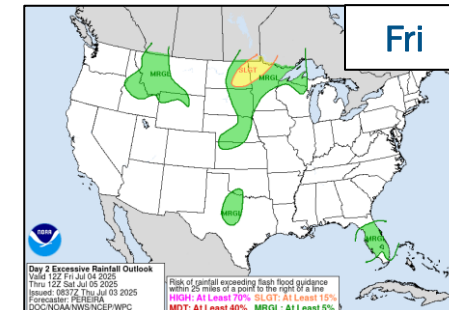 Fri
SLGT
MRGL
MRGL
MRGL
MRGL
NOAA
Day 2 Excessive Rainfall Outlook
Valid 12Z Fri Jul 04 2025
Thru 12Z Sat Jul 05 2025
Issued: 0837Z Thu Jul 03 2025
Forecaster: PEREIRA
DOC/NOAA/NWS/NCEP/WPC
Risk of rainfall exceeding flash flood guidance
within 25 miles of a point to the right of a line
HIGH: At Least 70% SLGT: At Least 15%
MDT: At Least 40% MRGL: At Least 5%